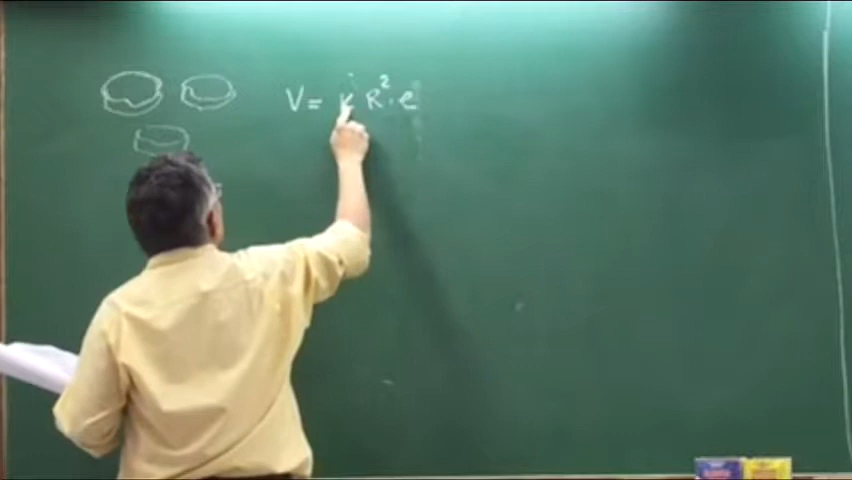 V = k R² · e